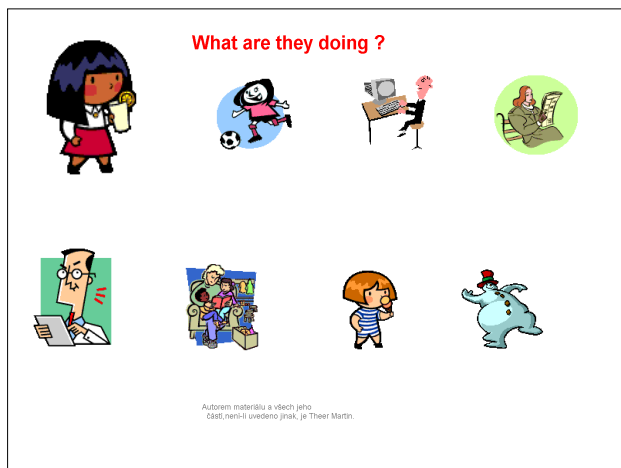 What are they doing ?
Autorem materiálu a všech jeho
částí,není-li uvedeno jinak, je Theer Martin.